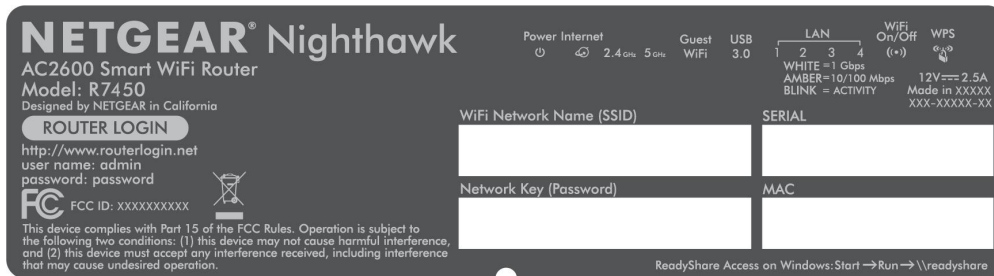 NETGEAR® Nighthawk
AC2600 Smart WiFi Router
Model: R7450
Designed by NETGEAR in California
ROUTER LOGIN
http://www.routerlogin.net
user name: admin
password: password
FC FCC ID: XXXXXXXXXX
This device complies with Part 15 of the FCC Rules. Operation is subject to
the following two conditions: (1) this device may not cause harmful interference,
and (2) this device must accept any interference received, including interference
that may cause undesired operation.
Power Internet
2.4 GHz 5 GHz
Guest
WiFi
USB
3.0
LAN
1 2 3 4
WHITE = 1 Gbps
AMBER = 10/100 Mbps
BLINK = ACTIVITY
WiFi
On/Off
WPS
12V 2.5A
Made in XXXXX
XXX-XXXXX-XX
WiFi Network Name (SSID)
SERIAL
Network Key (Password)
MAC
ReadyShare Access on Windows: Start → Run → \\readyshare